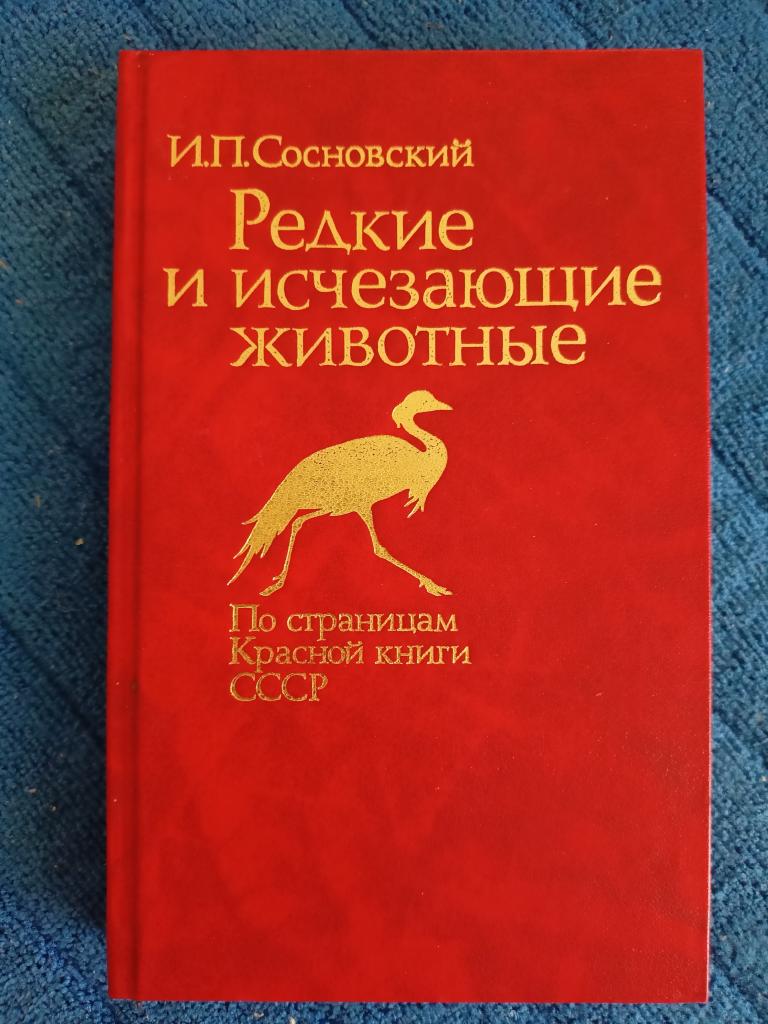 И.П.Сосновский
Редкие
и исчезающие
животные
По страницам
Красной книги
СССР